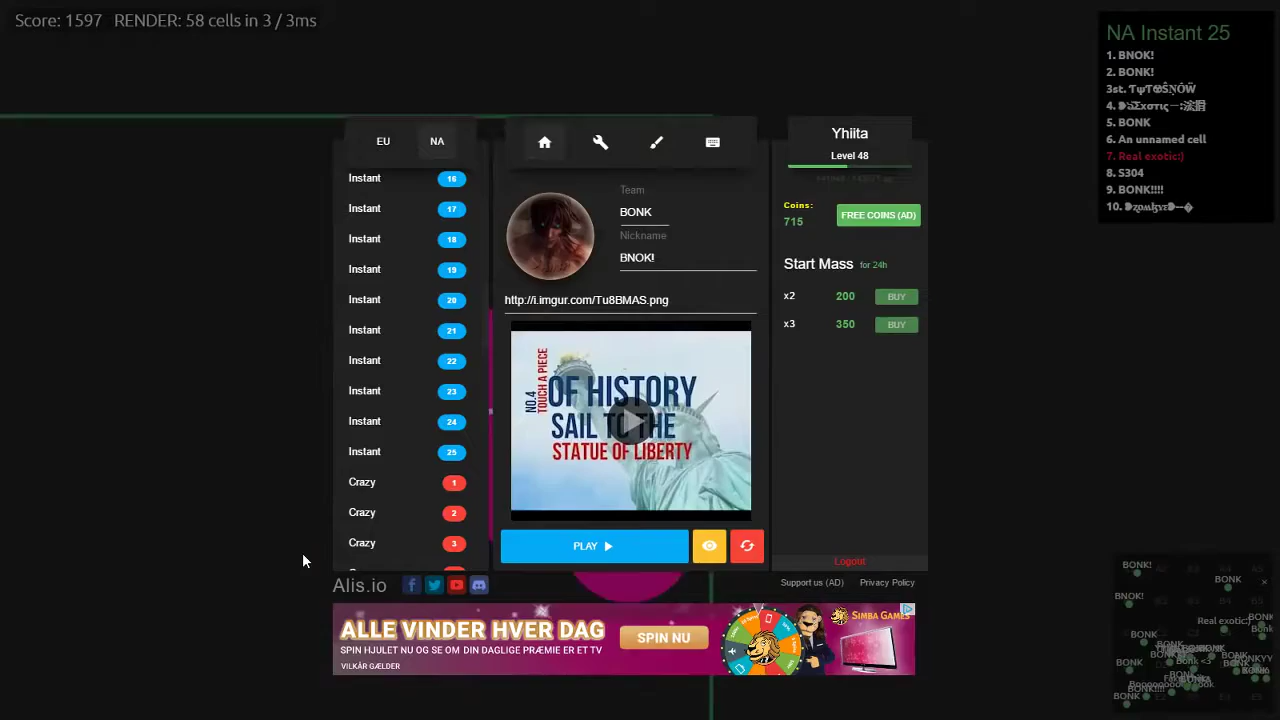 Score: 1597 RENDER: 58 cells in 3 / 3ms
NA Instant 25
1. BNOK!
2. BONK!
5. BONK
6. An unnamed cell
7. Real exotic:)
8. S304
9. BONK!!!!
EU NA
Instant 16
Instant 17
Instant 18
Instant 19
Instant 20
Instant 21
Instant 22
Instant 23
Instant 24
Instant 25
Crazy 1
Crazy 2
Crazy 3
Team
BONK
Nickname
BNOK!
http://i.imgur.com/Tu8BMAS.png
NO.4
TOUCH A PIECE
OF HISTORY
SAIL TO THE
STATUE OF LIBERTY
PLAY
Yhiita
Level 48
Coins:
715
FREE COINS (AD)
Start Mass for 24h
x2 200 BUY
x3 350 BUY
Logout
Alis.io
Support us (AD) Privacy Policy
ALLE VINDER HVER DAG
SPIN HJULET NU OG SE OM DIN DAGLIGE PRÆMIE ER ET TV
VILKÅR GÆLDER
SPIN NU
SIMBA GAMES
BONK!
BONK
BNOK!
Real exotic:)
BONK
Bonk <3
BONK
BONK
BONK!!!!
BONK